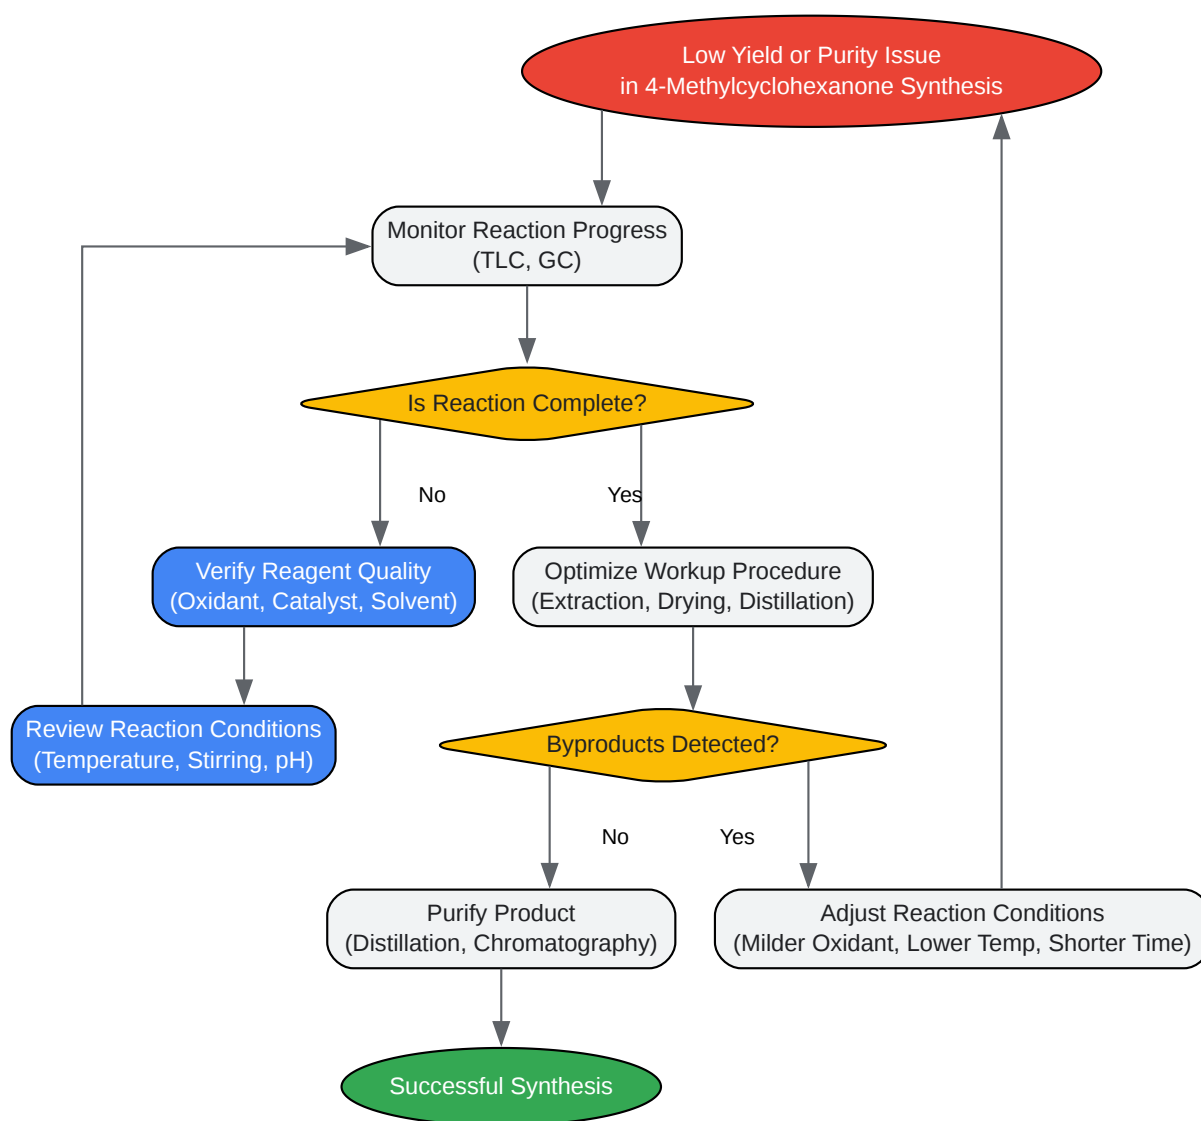 Low Yield or Purity Issue
in 4-Methylcyclohexanone Synthesis
Monitor Reaction Progress
(TLC, GC)
Is Reaction Complete?
No
Yes
Verify Reagent Quality
(Oxidant, Catalyst, Solvent)
Optimize Workup Procedure
(Extraction, Drying, Distillation)
Review Reaction Conditions
(Temperature, Stirring, pH)
Byproducts Detected?
No
Yes
Purify Product
(Distillation, Chromatography)
Adjust Reaction Conditions
(Milder Oxidant, Lower Temp, Shorter Time)
Successful Synthesis